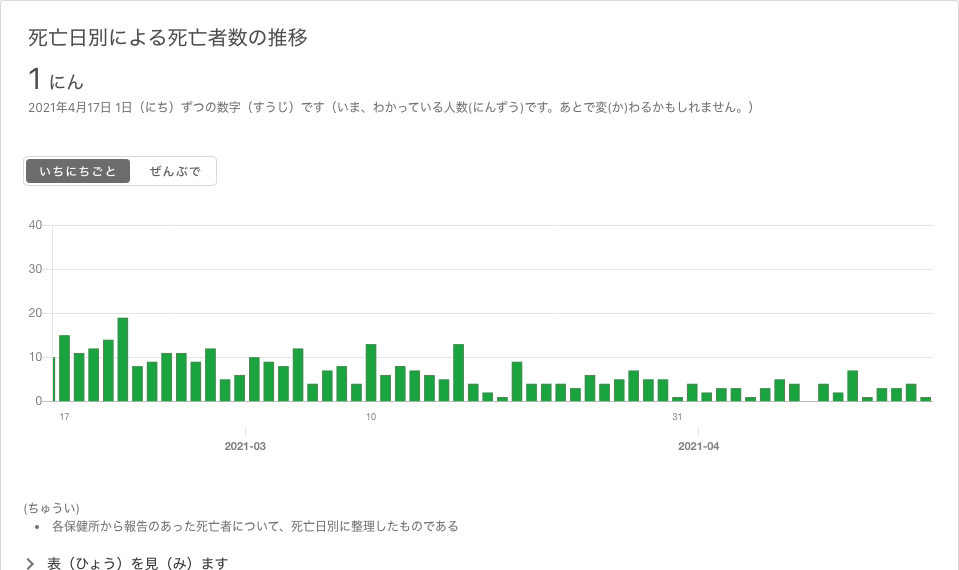 死亡日別による死亡者数の推移
1 にん
2021年4月17日 1日（にち）ずつの数字（すうじ）です（いま、わかっている人数(にんずう)です。あとで変(か)わるかもしれません。）
いちにちごと ぜんぶで
40
30
20
10
0
17 10 31
2021-03 2021-04
(ちゅうい)
• 各保健所から報告のあった死亡者について、死亡日別に整理したものである
表（ひょう）を見（み）ます